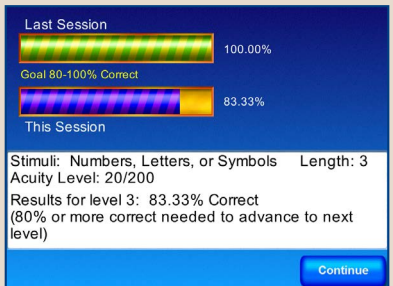 Last Session
100.00%
Goal 80-100% Correct
83.33%
This Session
Stimuli: Numbers, Letters, or Symbols Length: 3
Acuity Level: 20/200
Results for level 3: 83.33% Correct
(80% or more correct needed to advance to next
level)
Continue